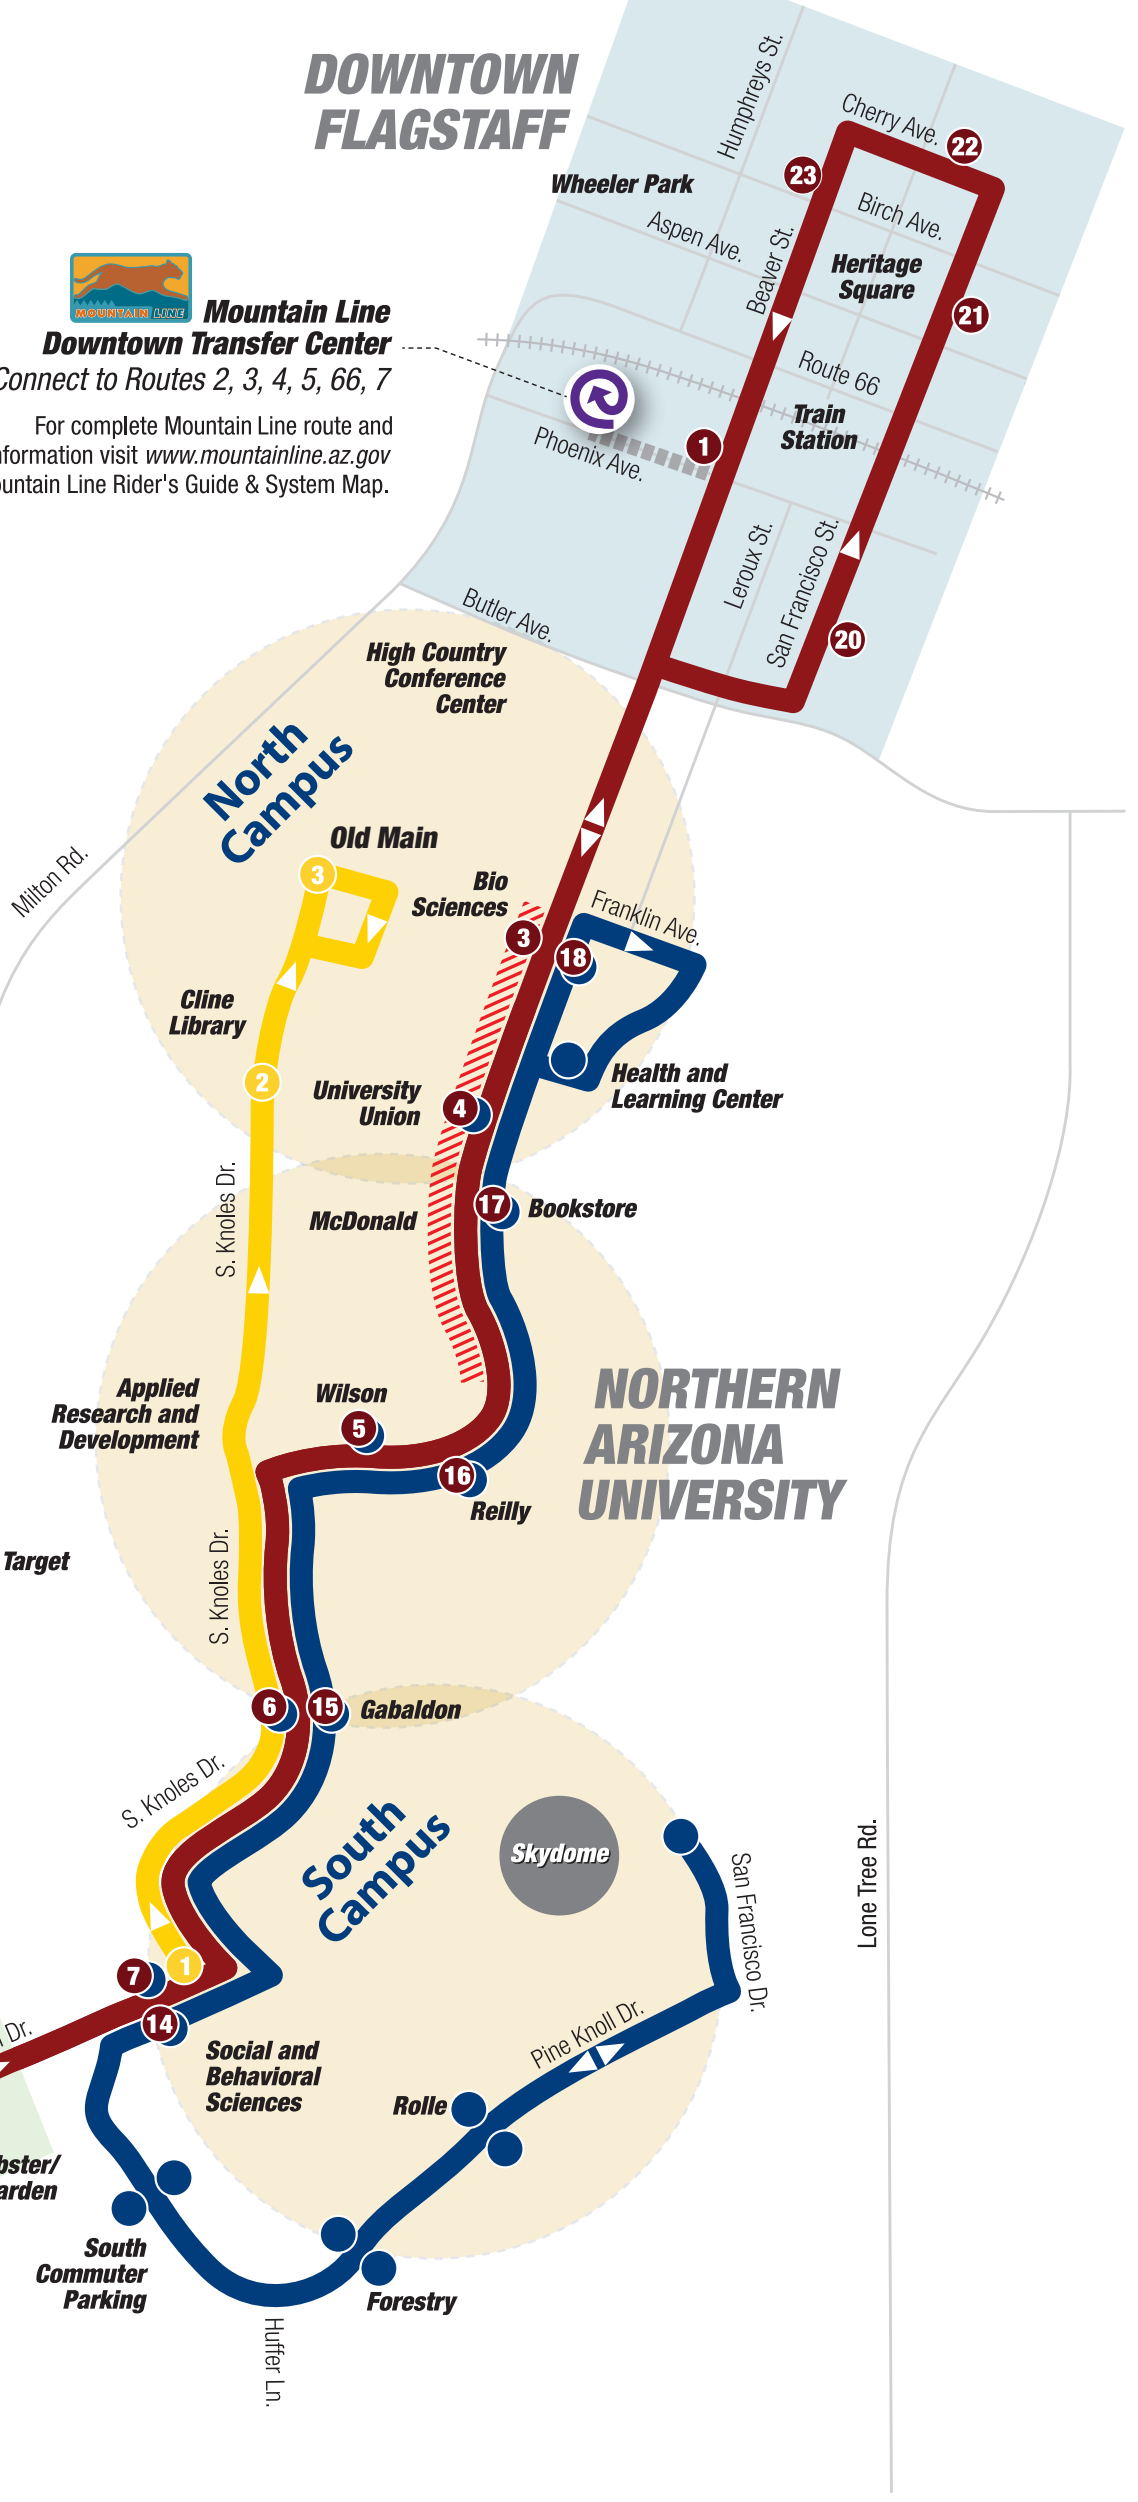 DOWNTOWN
FLAGSTAFF
Humphreys St.
Cherry Ave.
22
23
Wheeler Park
Birch Ave.
Aspen Ave.
Beaver St.
Heritage
Square
21
MOUNTAIN LINE
Mountain Line
Downtown Transfer Center
Connect to Routes 2, 3, 4, 5, 66, 7
For complete Mountain Line route and
nformation visit www.mountainline.az.gov
ountain Line Rider's Guide & System Map.
Route 66
Train
Station
1
Phoenix Ave.
Leroux St.
San Francisco St.
20
Butler Ave.
High Country
Conference
Center
North
Campus
Old Main
3
Milton Rd.
Bio
Sciences
3
Franklin Ave.
18
Cline
Library
2
University
Union
4
Health and
Learning Center
S. Knoles Dr.
McDonald
17
Bookstore
Applied
Research and
Development
Wilson
5
16
Reilly
NORTHERN
ARIZONA
UNIVERSITY
Target
S. Knoles Dr.
6
15
Gabaldon
S. Knoles Dr.
South
Campus
Skydome
San Francisco Dr.
Lone Tree Rd.
7
1
14
Dr.
Social and
Behavioral
Sciences
Pine Knoll Dr.
Rolle
bster/
arden
South
Commuter
Parking
Forestry
Huffer Ln.